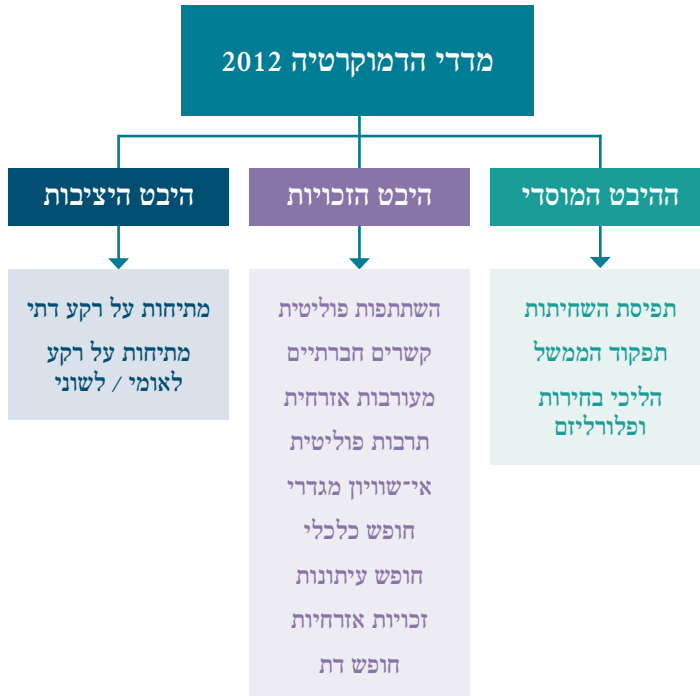 מדדי הדמוקרטיה 2012
ההיבט המוסדי
תפיסת השחיתות
תפקוד הממשל
הליכי בחירות
ופלורליזם
היבט הזכויות
השתתפות פוליטית
קשרים חברתיים
מעורבות אזרחית
תרבות פוליטית
אי־שוויון מגדרי
חופש כלכלי
חופש עיתונות
זכויות אזרחיות
חופש דת
היבט היציבות
מתיחות על רקע דתי
מתיחות על רקע
לאומי / לשוני